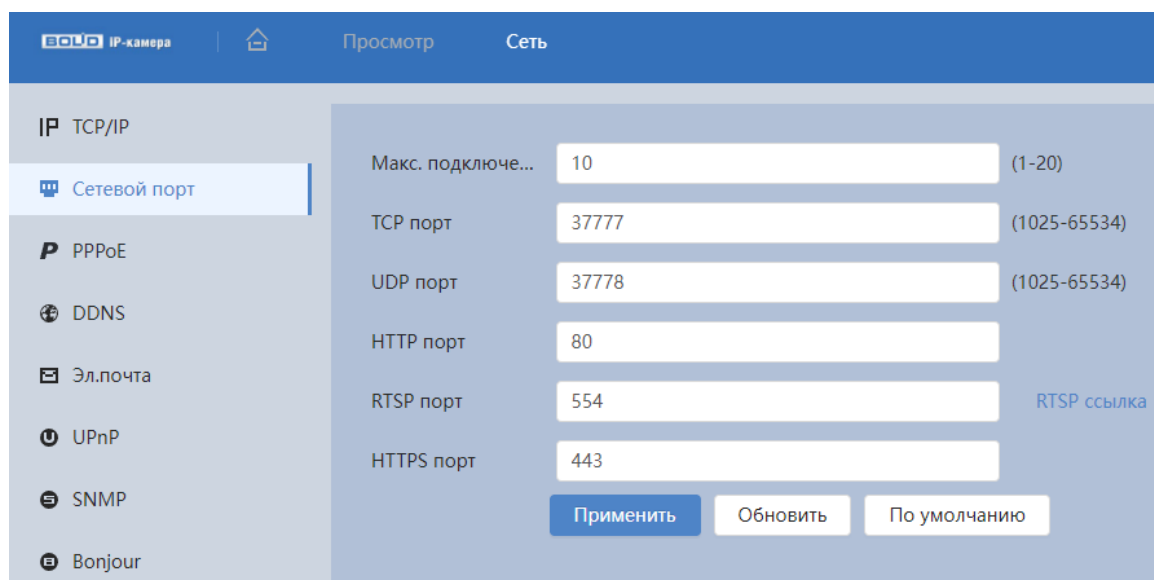 BOLID IP-камера
Просмотр
Сеть
TCP/IP
Сетевой порт
PPPoE
DDNS
Эл.почта
UPnP
SNMP
Bonjour
Макс. подключе... 10 (1-20)
TCP порт 37777 (1025-65534)
UDP порт 37778 (1025-65534)
HTTP порт 80
RTSP порт 554 RTSP ссылка
HTTPS порт 443
Применить Обновить По умолчанию